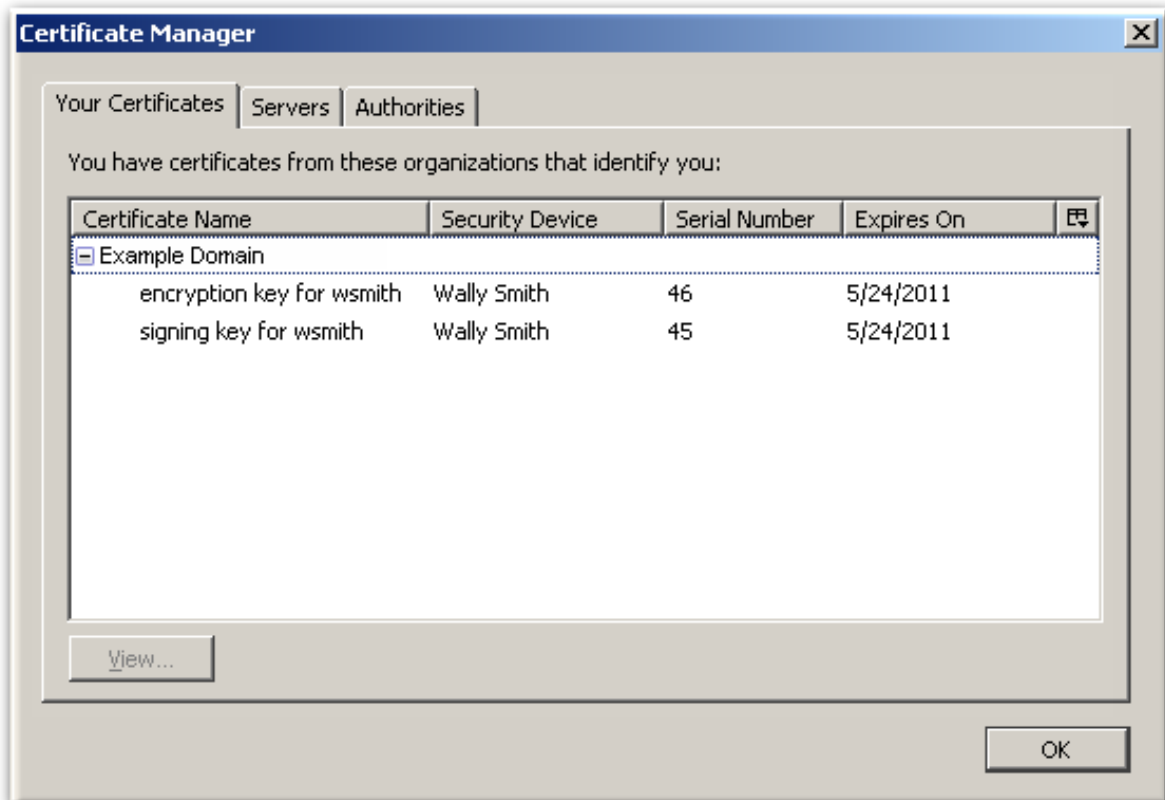 Certificate Manager
Your Certificates Servers Authorities
You have certificates from these organizations that identify you:
Certificate Name Security Device Serial Number Expires On
Example Domain
encryption key for wsmith Wally Smith 46 5/24/2011
signing key for wsmith Wally Smith 45 5/24/2011
View...
OK